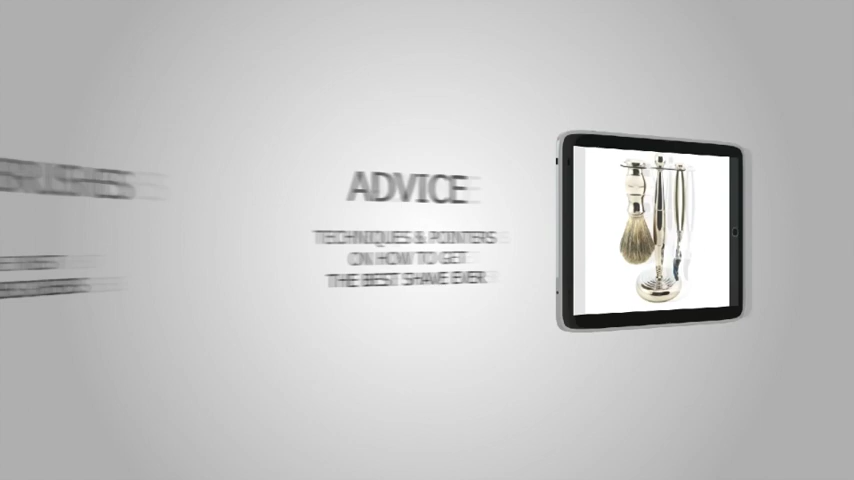 BRUSHES
ADVICE
TECHNIQUES & POINTERS
ON HOW TO GET
THE BEST SHAVE EVER